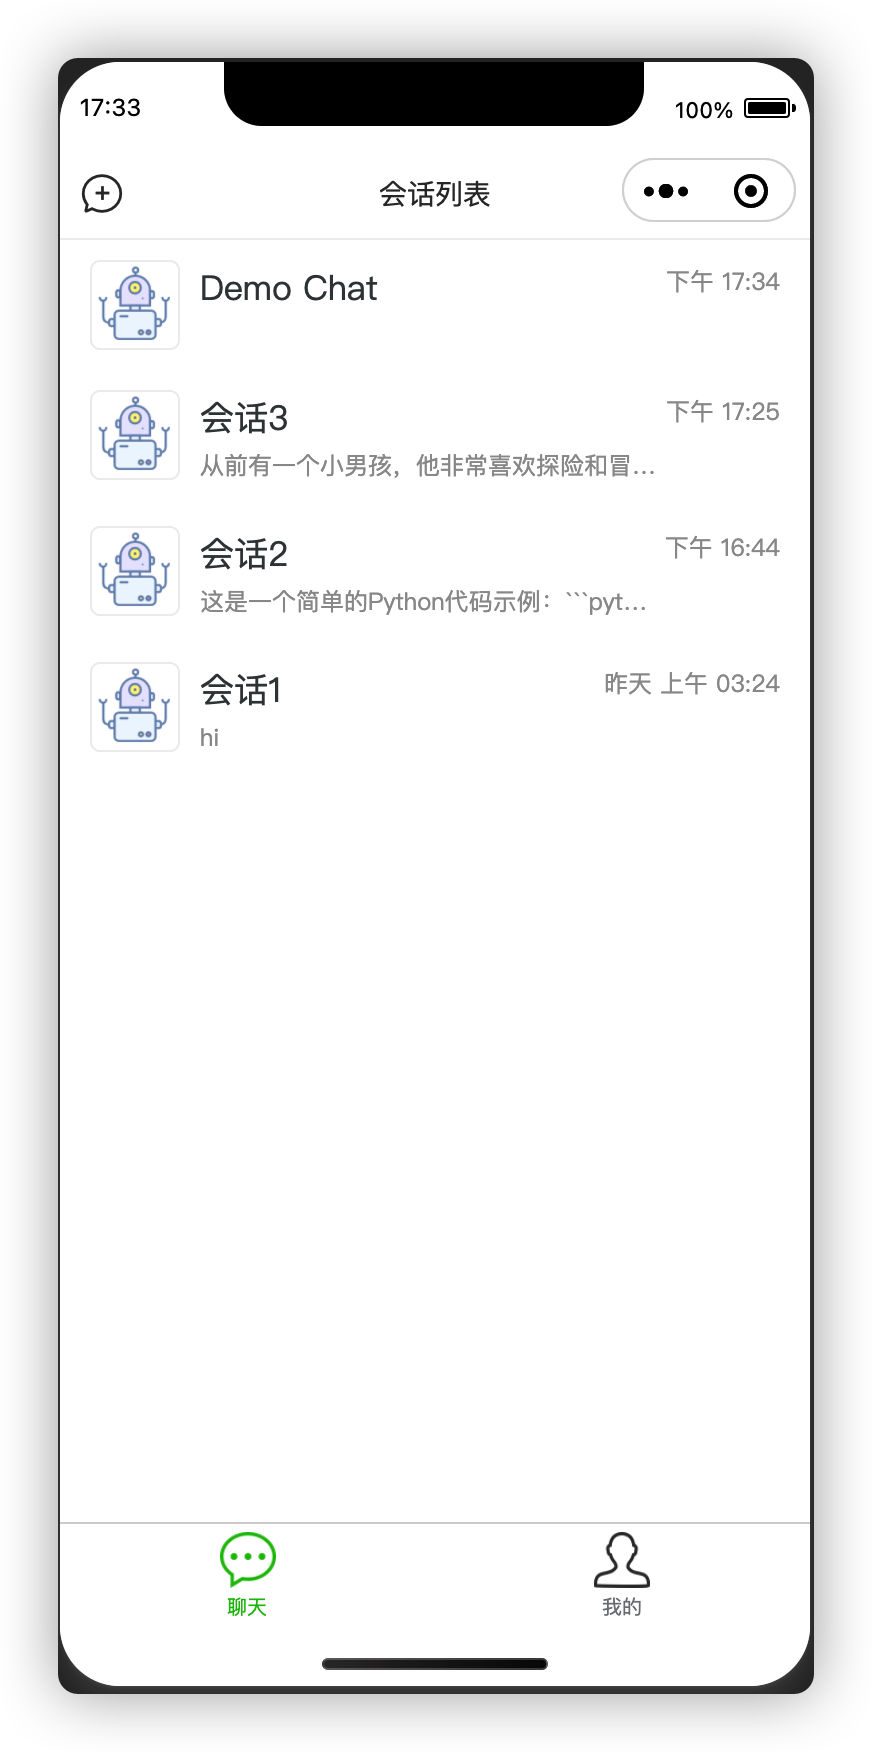 17:33
100%
会话列表
Demo Chat
下午 17:34
会话3
下午 17:25
从前有一个小男孩，他非常喜欢探险和冒...
会话2
下午 16:44
这是一个简单的Python代码示例：```pyt...
会话1
昨天 上午 03:24
hi
聊天
我的